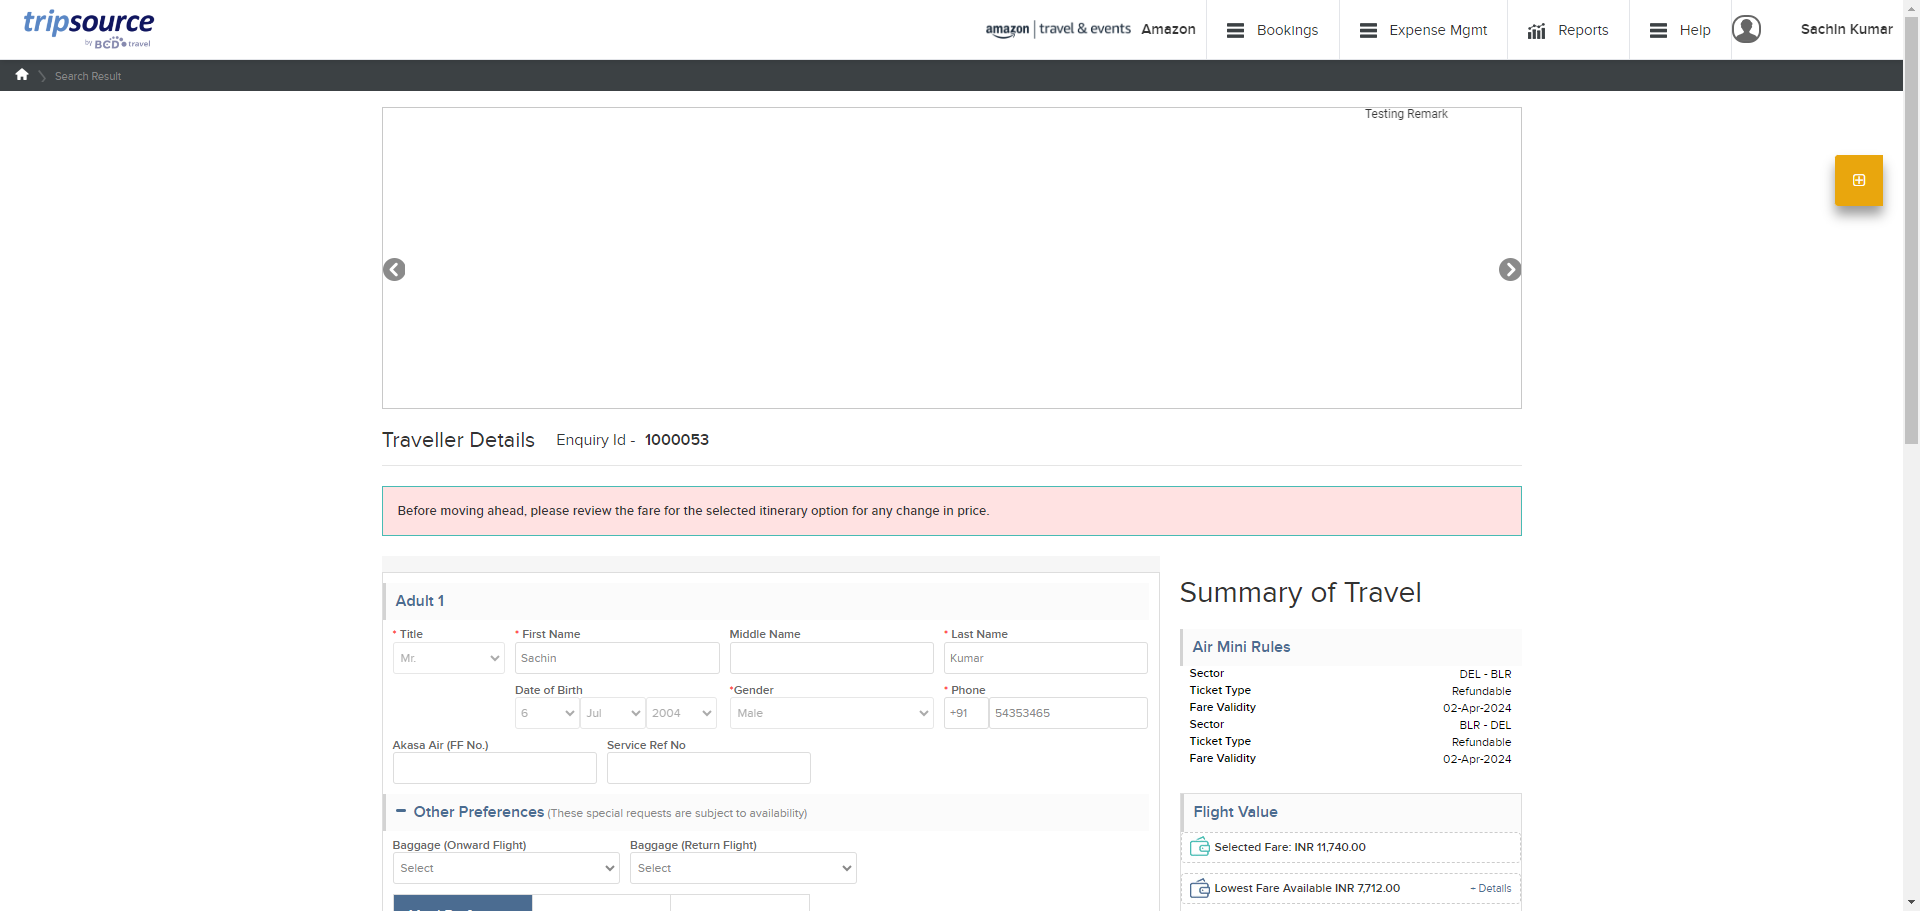 tripsource
by BCD travel
amazon travel & events Amazon
Bookings
Expense Mgmt
Reports
Help
Sachin Kumar
Search Result
Testing Remark
Traveller Details Enquiry Id - 1000053
Before moving ahead, please review the fare for the selected itinerary option for any change in price.
Adult 1
* Title * First Name Middle Name * Last Name
Mr. Sachin Kumar
Date of Birth *Gender * Phone
6 Jul 2004 Male +91 54353465
Akasa Air (FF No.) Service Ref No
Other Preferences (These special requests are subject to availability)
Baggage (Onward Flight) Baggage (Return Flight)
Select Select
Summary of Travel
Air Mini Rules
Sector DEL - BLR
Ticket Type Refundable
Fare Validity 02-Apr-2024
Sector BLR - DEL
Ticket Type Refundable
Fare Validity 02-Apr-2024
Flight Value
Selected Fare: INR 11,740.00
Lowest Fare Available INR 7,712.00 + Details